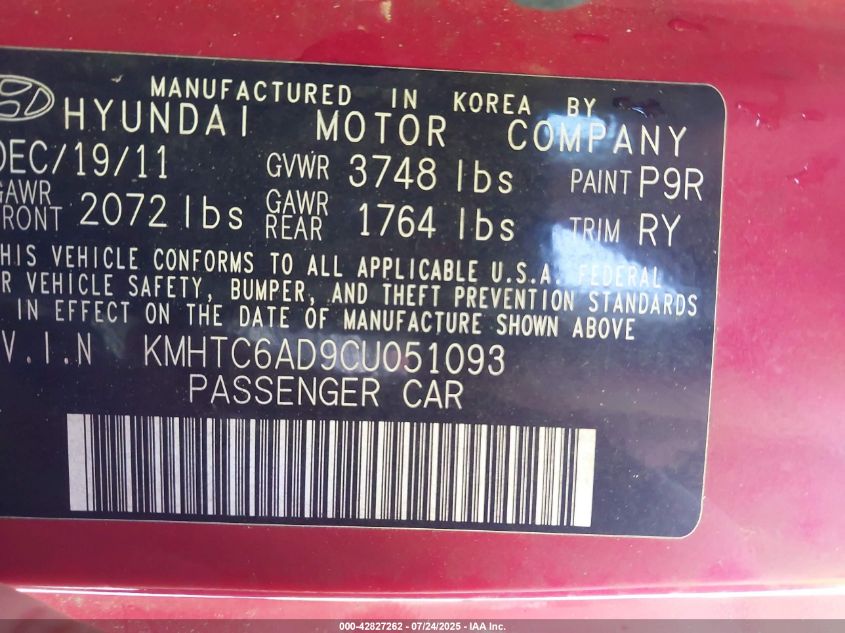 MANUFACTURED IN KOREA BY
HYUNDAI MOTOR COMPANY
DEC/19/11 GVWR 3748 lbs PAINT P9R
GAWR FRONT 2072 lbs GAWR REAR 1764 lbs TRIM RY
THIS VEHICLE CONFORMS TO ALL APPLICABLE U.S.A. FEDERAL
R VEHICLE SAFETY, BUMPER, AND THEFT PREVENTION STANDARDS
IN EFFECT ON THE DATE OF MANUFACTURE SHOWN ABOVE
V.I.N KMHTC6AD9CU051093
PASSENGER CAR
000-42827262 - 07/24/2025 - IAA Inc.